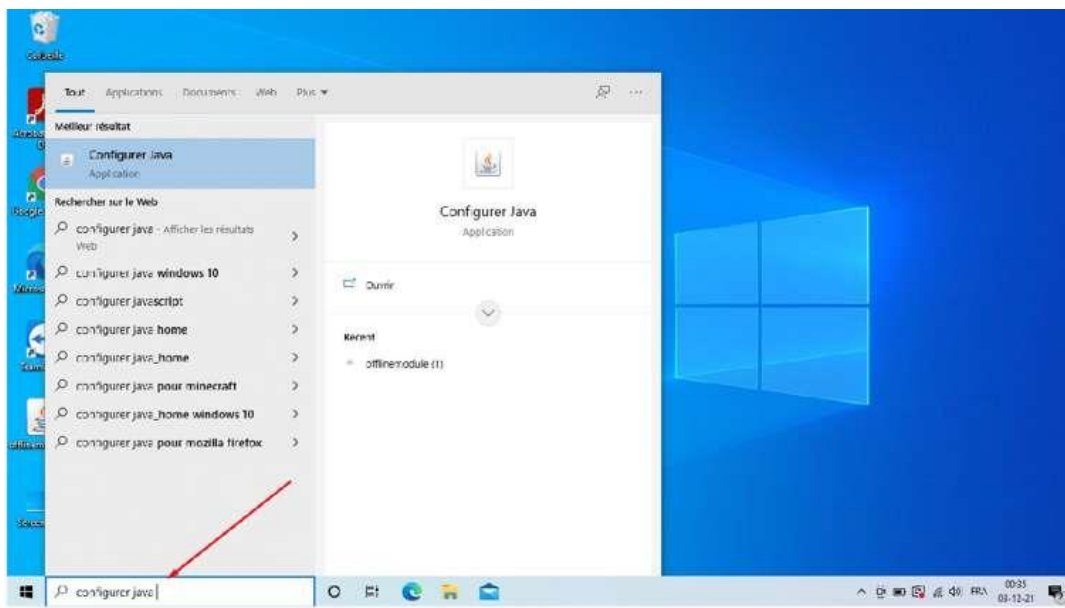 Corbeille
Tout Applications Documents Web Plus
Meilleur résultat
Configurer Java
Application
Rechercher sur le Web
configurer java - Afficher les résultats
Web
configurer java windows 10
configurer javascript
configurer java home
configurer java_home
configurer java pour minecraft
configurer java_home windows 10
configurer java pour mozilla firefox
Configurer Java
Application
Ouvrir
Recent
offlinemodule (1)
configurer java
FRA
00:35
03-12-21